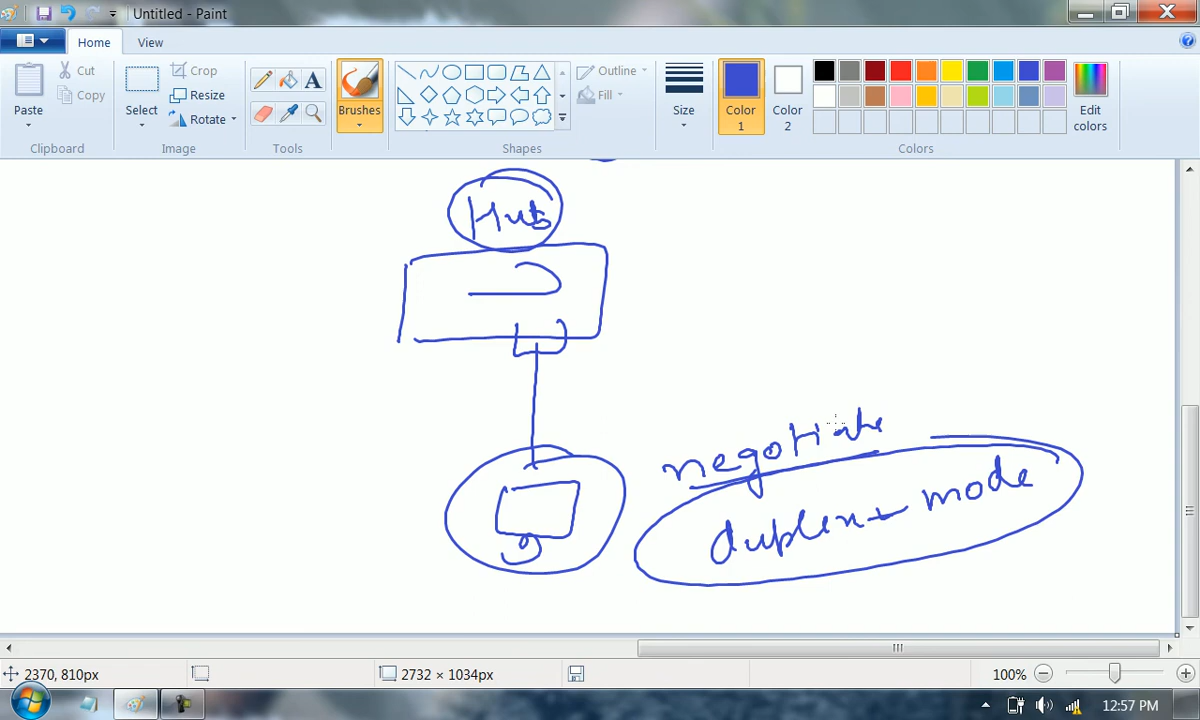 Untitled - Paint
Home View
Paste
Cut
Copy
Clipboard
Select
Crop
Resize
Rotate
Image
A
Tools
Brushes
Outline
Fill
Shapes
Size
Color 1
Color 2
Edit colors
Colors
Hub
negotiate
duplex - mode
2370, 810px
2732 × 1034px
100%
12:57 PM